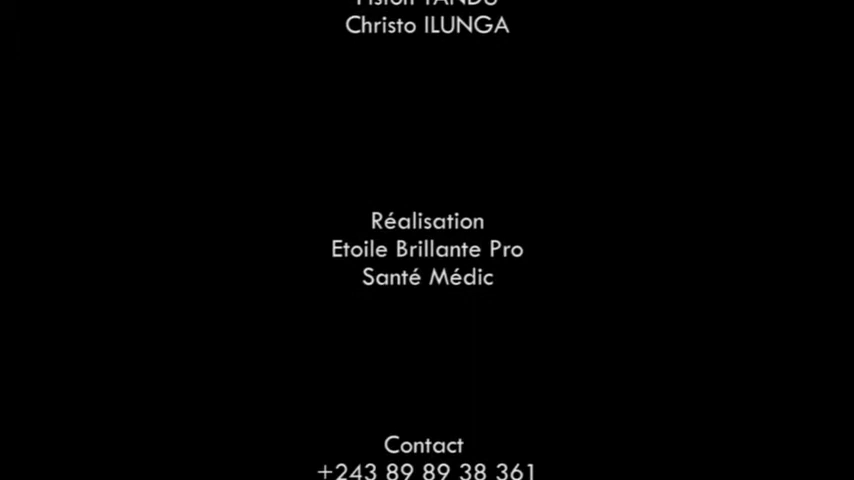 Christo ILUNGA
Réalisation
Etoile Brillante Pro
Santé Médic
Contact
+243 89 89 38 361